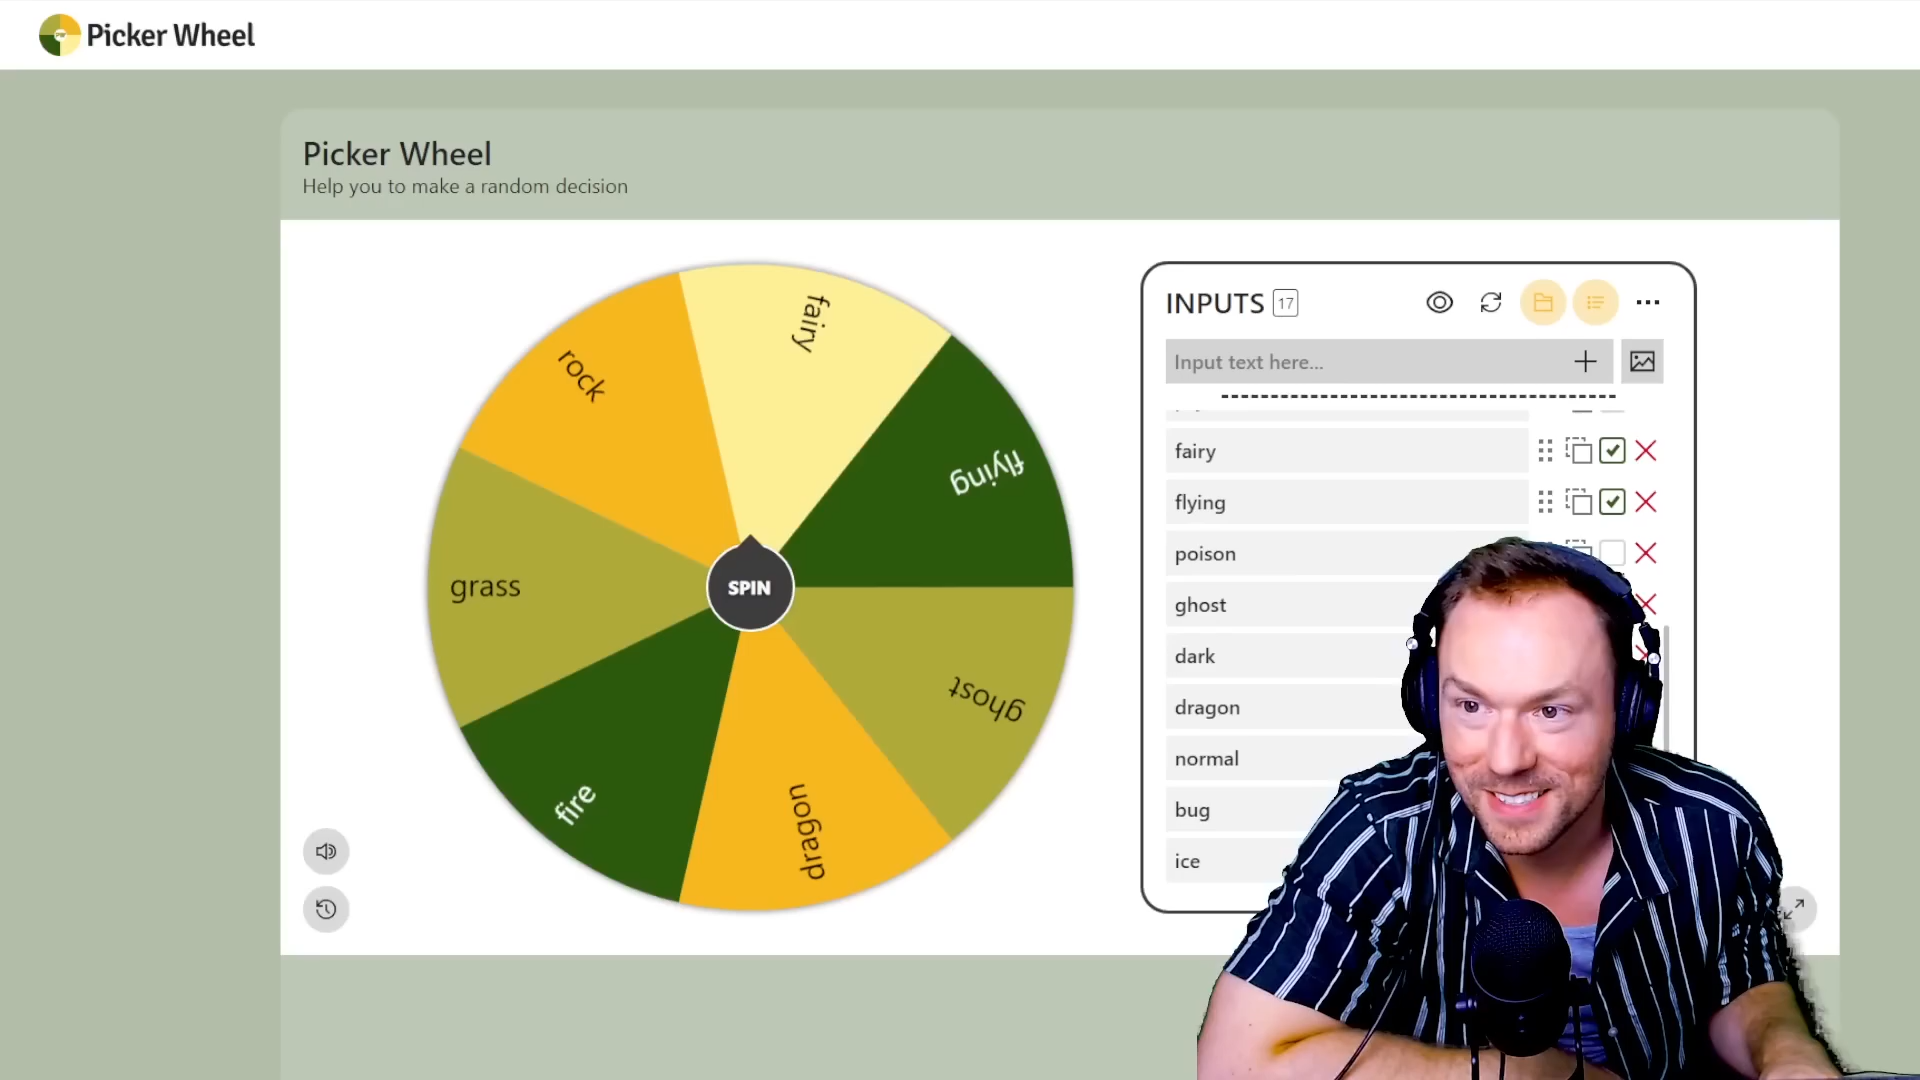 Picker Wheel
Picker Wheel
Help you to make a random decision
INPUTS 17
Input text here...
fairy
flying
poison
ghost
dark
dragon
normal
bug
ice
fairy
flying
ghost
dragon
fire
grass
rock
SPIN